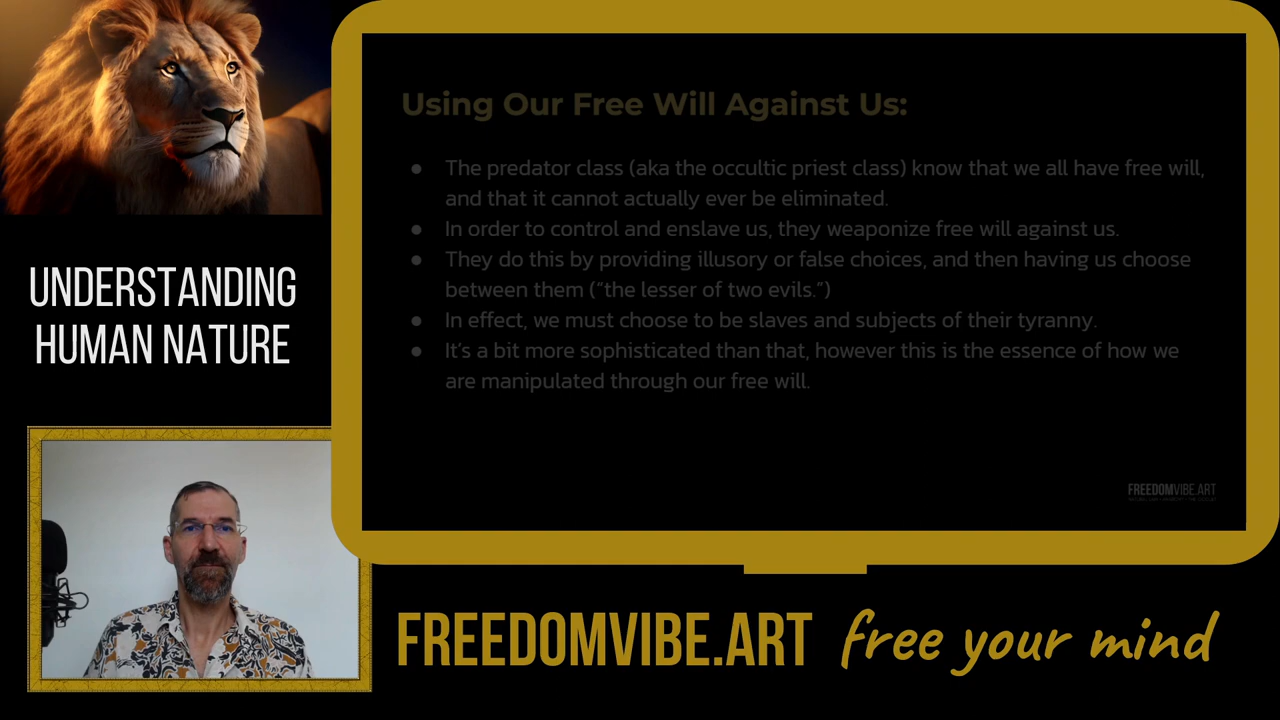 Using Our Free Will Against Us:
● The predator class (aka the occultic priest class) know that we all have free will,
and that it cannot actually ever be eliminated.
● In order to control and enslave us, they weaponize free will against us.
● They do this by providing illusory or false choices, and then having us choose
between them (“the lesser of two evils.”)
● In effect, we must choose to be slaves and subjects of their tyranny.
● It’s a bit more sophisticated than that, however this is the essence of how we
are manipulated through our free will.
FREEDOMVIBE.ART
UNDERSTANDING
HUMAN NATURE
FREEDOMVIBE.ART free your mind